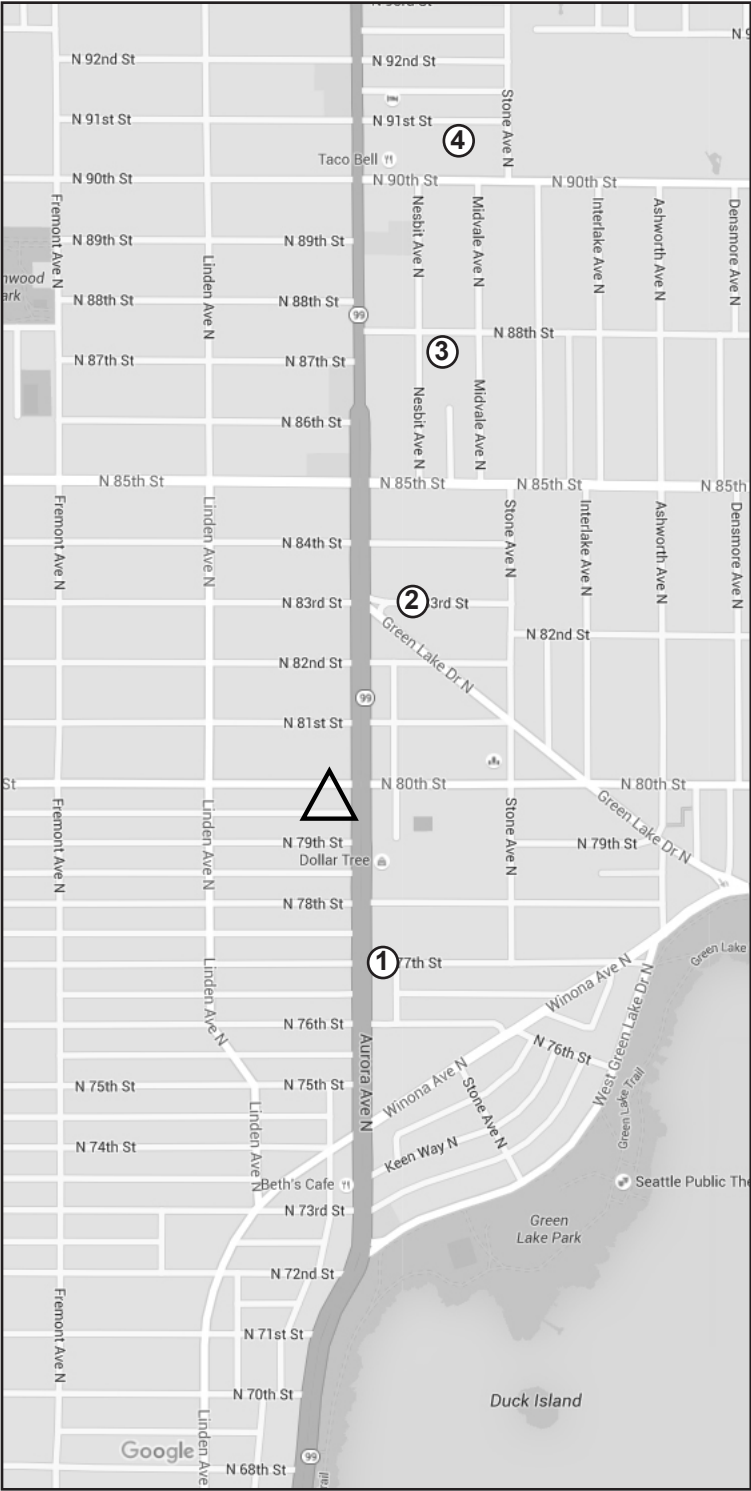 N 92nd St
N 92nd St
N 91st St
N 91st St
Stone Ave N
4
Taco Bell
N 90th St
N 90th St
N 90th St
Fremont Ave N
Nesbit Ave N
Midvale Ave N
Interlake Ave N
Ashworth Ave N
Densmore Ave N
N 89th St
N 89th St
Linden Ave N
N 88th St
N 88th St
99
N 88th St
3
N 87th St
N 87th St
Nesbit Ave N
Midvale Ave N
N 86th St
N 85th St
N 85th St
N 85th St
N 85th
Fremont Ave N
Linden Ave N
Stone Ave N
Interlake Ave N
Ashworth Ave N
Densmore Ave N
N 84th St
N 83rd St
2
3rd St
Green Lake Dr N
N 82nd St
N 82nd St
99
N 81st St
St
N 80th St
N 80th St
Fremont Ave N
Linden Ave N
Stone Ave N
Green Lake Dr N
N 79th St
N 79th St
Dollar Tree
N 78th St
1
77th St
Green Lake
Linden Ave N
Winona Ave N
West Green Lake Dr N
N 76th St
N 76th St
Aurora Ave N
Winona Ave N
Stone Ave N
Green Lake Trail
N 75th St
N 75th St
Linden Ave N
N 74th St
Keen Way N
Beth's Cafe
Seattle Public The
N 73rd St
Green
Lake Park
N 72nd St
Fremont Ave N
N 71st St
N 70th St
Duck Island
Linden Ave
Google
99
N 68th St